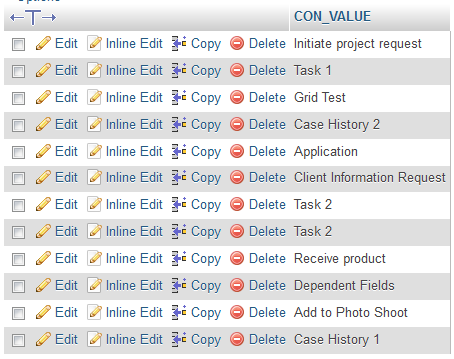 Options
CON_VALUE
Edit Inline Edit Copy Delete Initiate project request
Edit Inline Edit Copy Delete Task 1
Edit Inline Edit Copy Delete Grid Test
Edit Inline Edit Copy Delete Case History 2
Edit Inline Edit Copy Delete Application
Edit Inline Edit Copy Delete Client Information Request
Edit Inline Edit Copy Delete Task 2
Edit Inline Edit Copy Delete Task 2
Edit Inline Edit Copy Delete Receive product
Edit Inline Edit Copy Delete Dependent Fields
Edit Inline Edit Copy Delete Add to Photo Shoot
Edit Inline Edit Copy Delete Case History 1